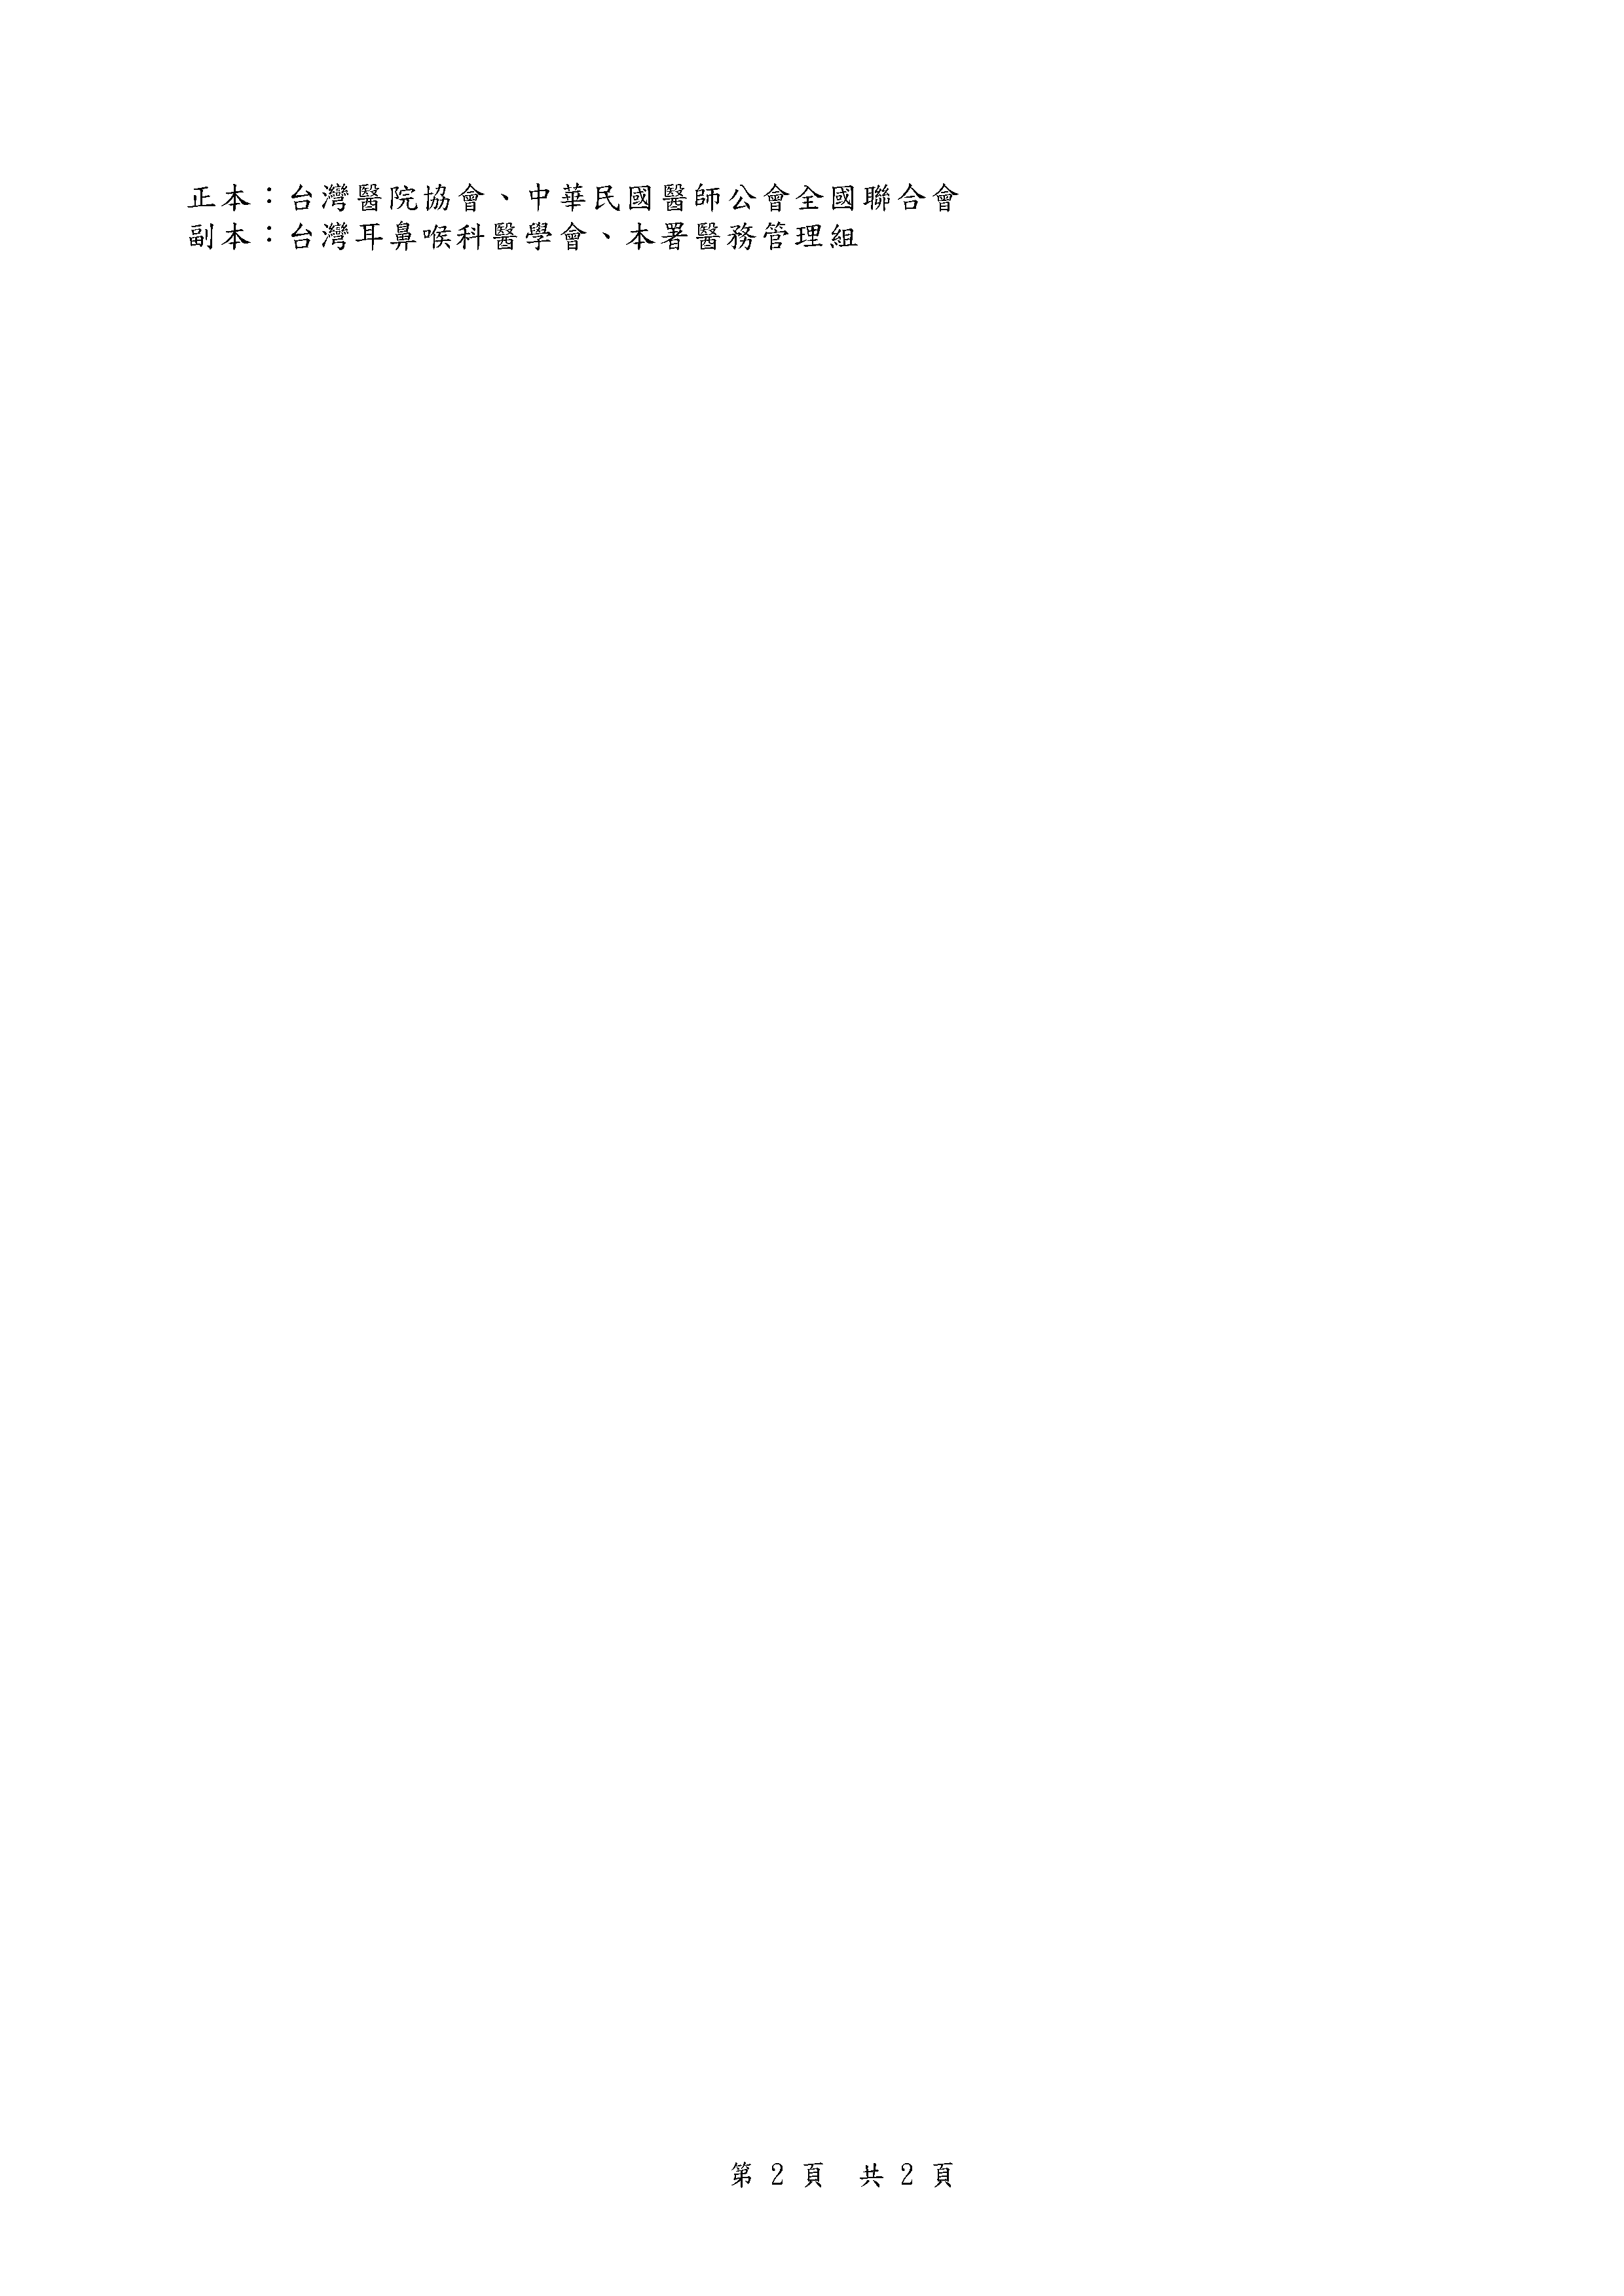 正本：台灣醫院協會、中華民國醫師公會全國聯合會
副本：台灣耳鼻喉科醫學會、本署醫務管理組
第 2 頁　共 2 頁